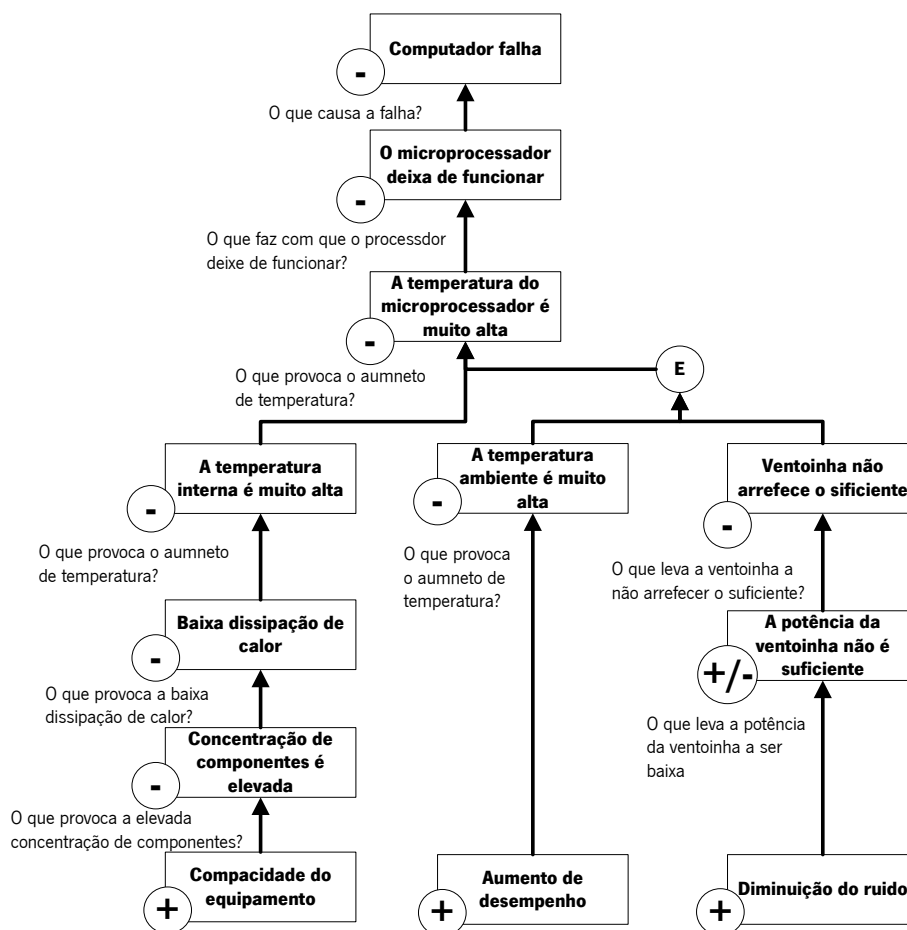 Computador falha
-
O que causa a falha?
O microprocessador
deixa de funcionar
-
O que faz com que o processdor
deixe de funcionar?
A temperatura do
microprocessador é
muito alta
-
E
O que provoca o aumneto
de temperatura?
A temperatura
interna é muito alta
-
A temperatura
ambiente é muito
alta
-
Ventoinha não
arrefece o sificiente
-
O que provoca o aumneto
de temperatura?
O que provoca
o aumneto de
temperatura?
O que leva a ventoinha a
não arrefecer o suficiente?
Baixa dissipação de
calor
-
A potência da
ventoinha não é
suficiente
+/-
O que provoca a baixa
dissipação de calor?
O que leva a potência
da ventoinha a ser
baixa
Concentração de
componentes é
elevada
-
O que provoca a elevada
concentração de componentes?
Compacidade do
equipamento
+
Aumento de
desempenho
+
Diminuição do ruido
+